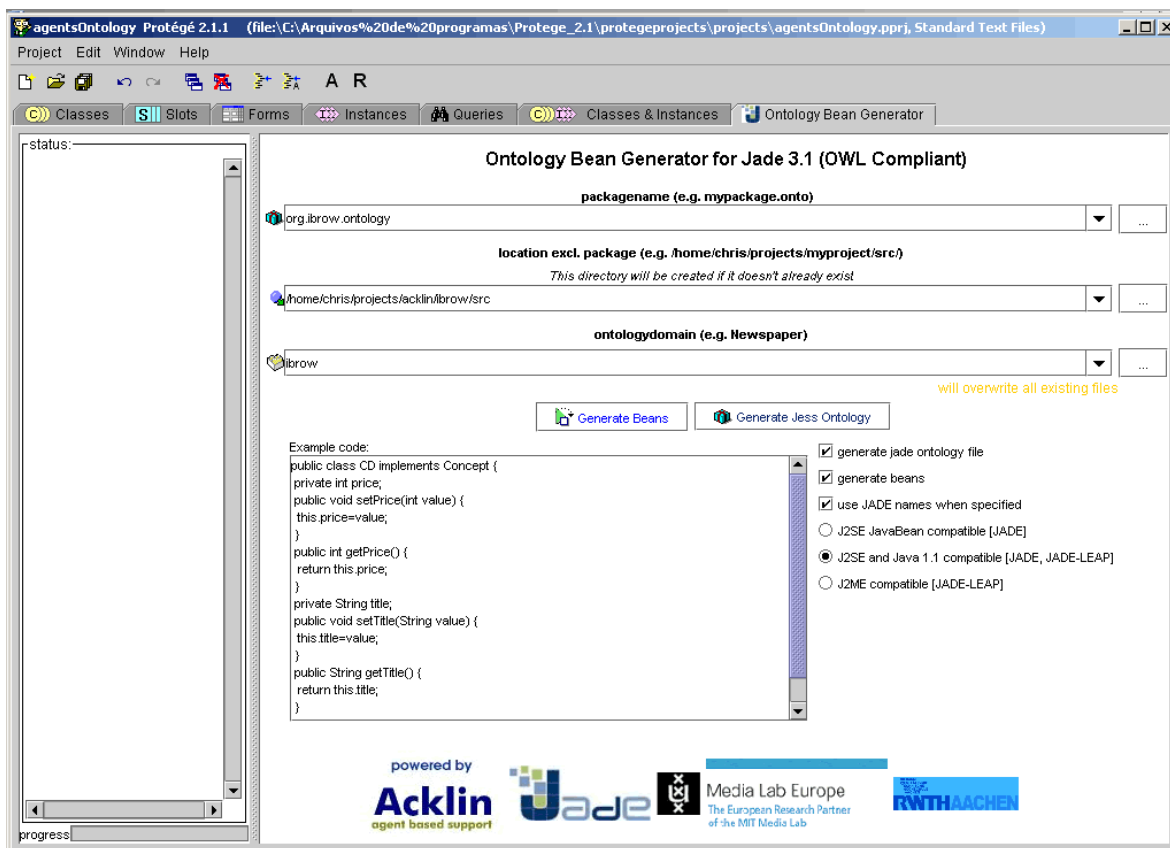 agentsOntology Protégé 2.1.1 (file:\C:\Arquivos%20de%20programas\Protege_2.1\protegeprojects\projects\agentsOntology.pprj, Standard Text Files)
Project Edit Window Help
A R
C Classes S Slots Forms I Instances Queries C I Classes & Instances Ontology Bean Generator
status:
Ontology Bean Generator for Jade 3.1 (OWL Compliant)
packagename (e.g. mypackage.onto)
org.ibrow.ontology
...
location excl. package (e.g. /home/chris/projects/myproject/src/)
This directory will be created if it doesn't already exist
/home/chris/projects/acklin/ibrow/src
...
ontologydomain (e.g. Newspaper)
ibrow
...
will overwrite all existing files
Generate Beans Generate Jess Ontology
Example code:
public class CD implements Concept {
private int price;
public void setPrice(int value) {
this.price=value;
}
public int getPrice() {
return this.price;
}
private String title;
public void setTitle(String value) {
this.title=value;
}
public String getTitle() {
return this.title;
}
generate jade ontology file
generate beans
use JADE names when specified
J2SE JavaBean compatible [JADE]
J2SE and Java 1.1 compatible [JADE, JADE-LEAP]
J2ME compatible [JADE-LEAP]
powered by
Acklin
agent based support
Jade
Media Lab Europe
The European Research Partner
of the MIT Media Lab
RWTHAACHEN
progress